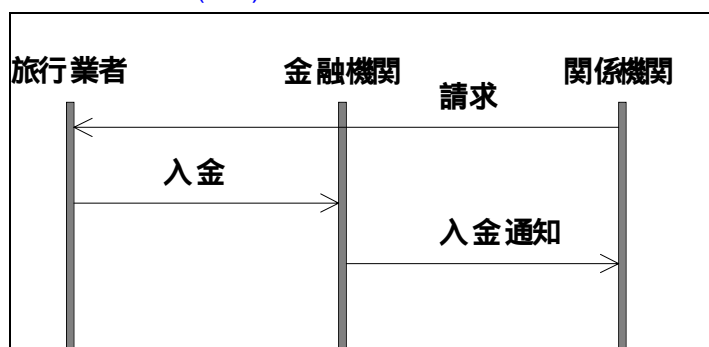 旅行業者
金融機関
関係機関
請求
入金
入金通知